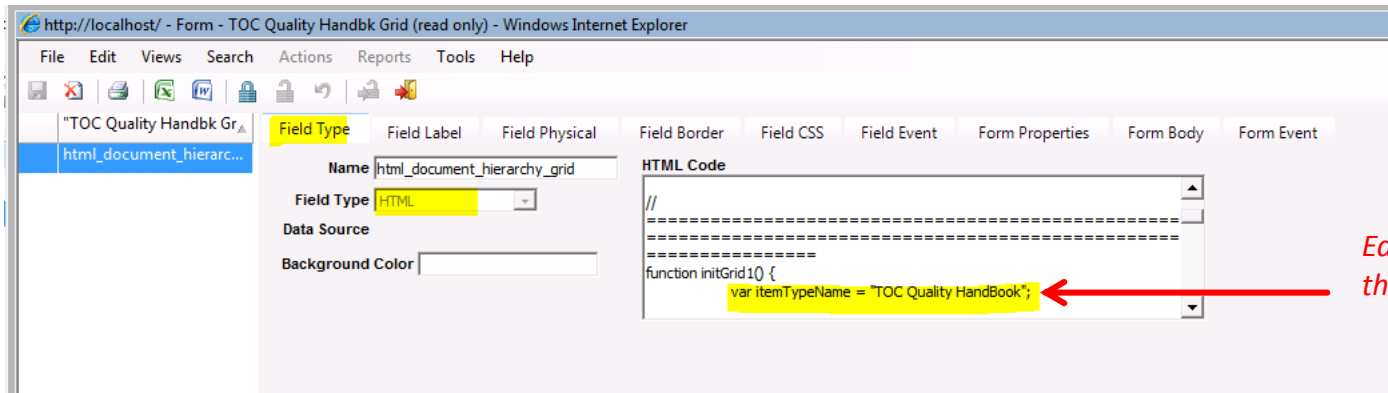 http://localhost/ - Form - TOC Quality Handbk Grid (read only) - Windows Internet Explorer
File Edit Views Search Actions Reports Tools Help
"TOC Quality Handbk Gr
html_document_hierarc...
Field Type Field Label Field Physical Field Border Field CSS Field Event Form Properties Form Body Form Event
Name html_document_hierarchy_grid
Field Type HTML
Data Source
Background Color
HTML Code
//
==================================================
==================================================
================
function initGrid1() {
var itemTypeName = "TOC Quality HandBook";